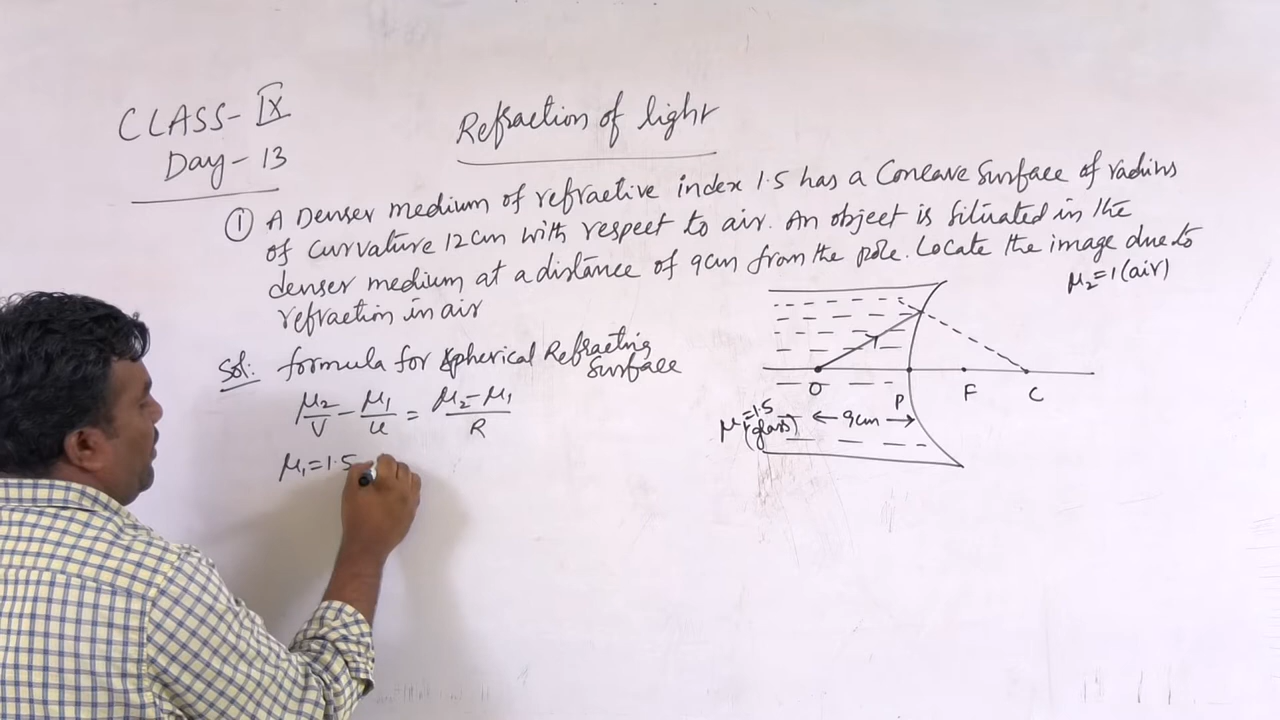 CLASS-IX
Day-13
Refraction of light
① A Denser medium of refractive index 1.5 has a Concave Surface of radius
of curvature 12cm with respect to air. An object is Situated in the
denser medium at a distance of 9cm from the pole. Locate the image due to
refraction in air
μ₂=1(air)
Sol: formula for Spherical Refracting
Surface
μ₂/V - μ₁/u = μ₂-μ₁/R
μ₁=1.5
O P F C
μ=1.5
(glass)
9cm